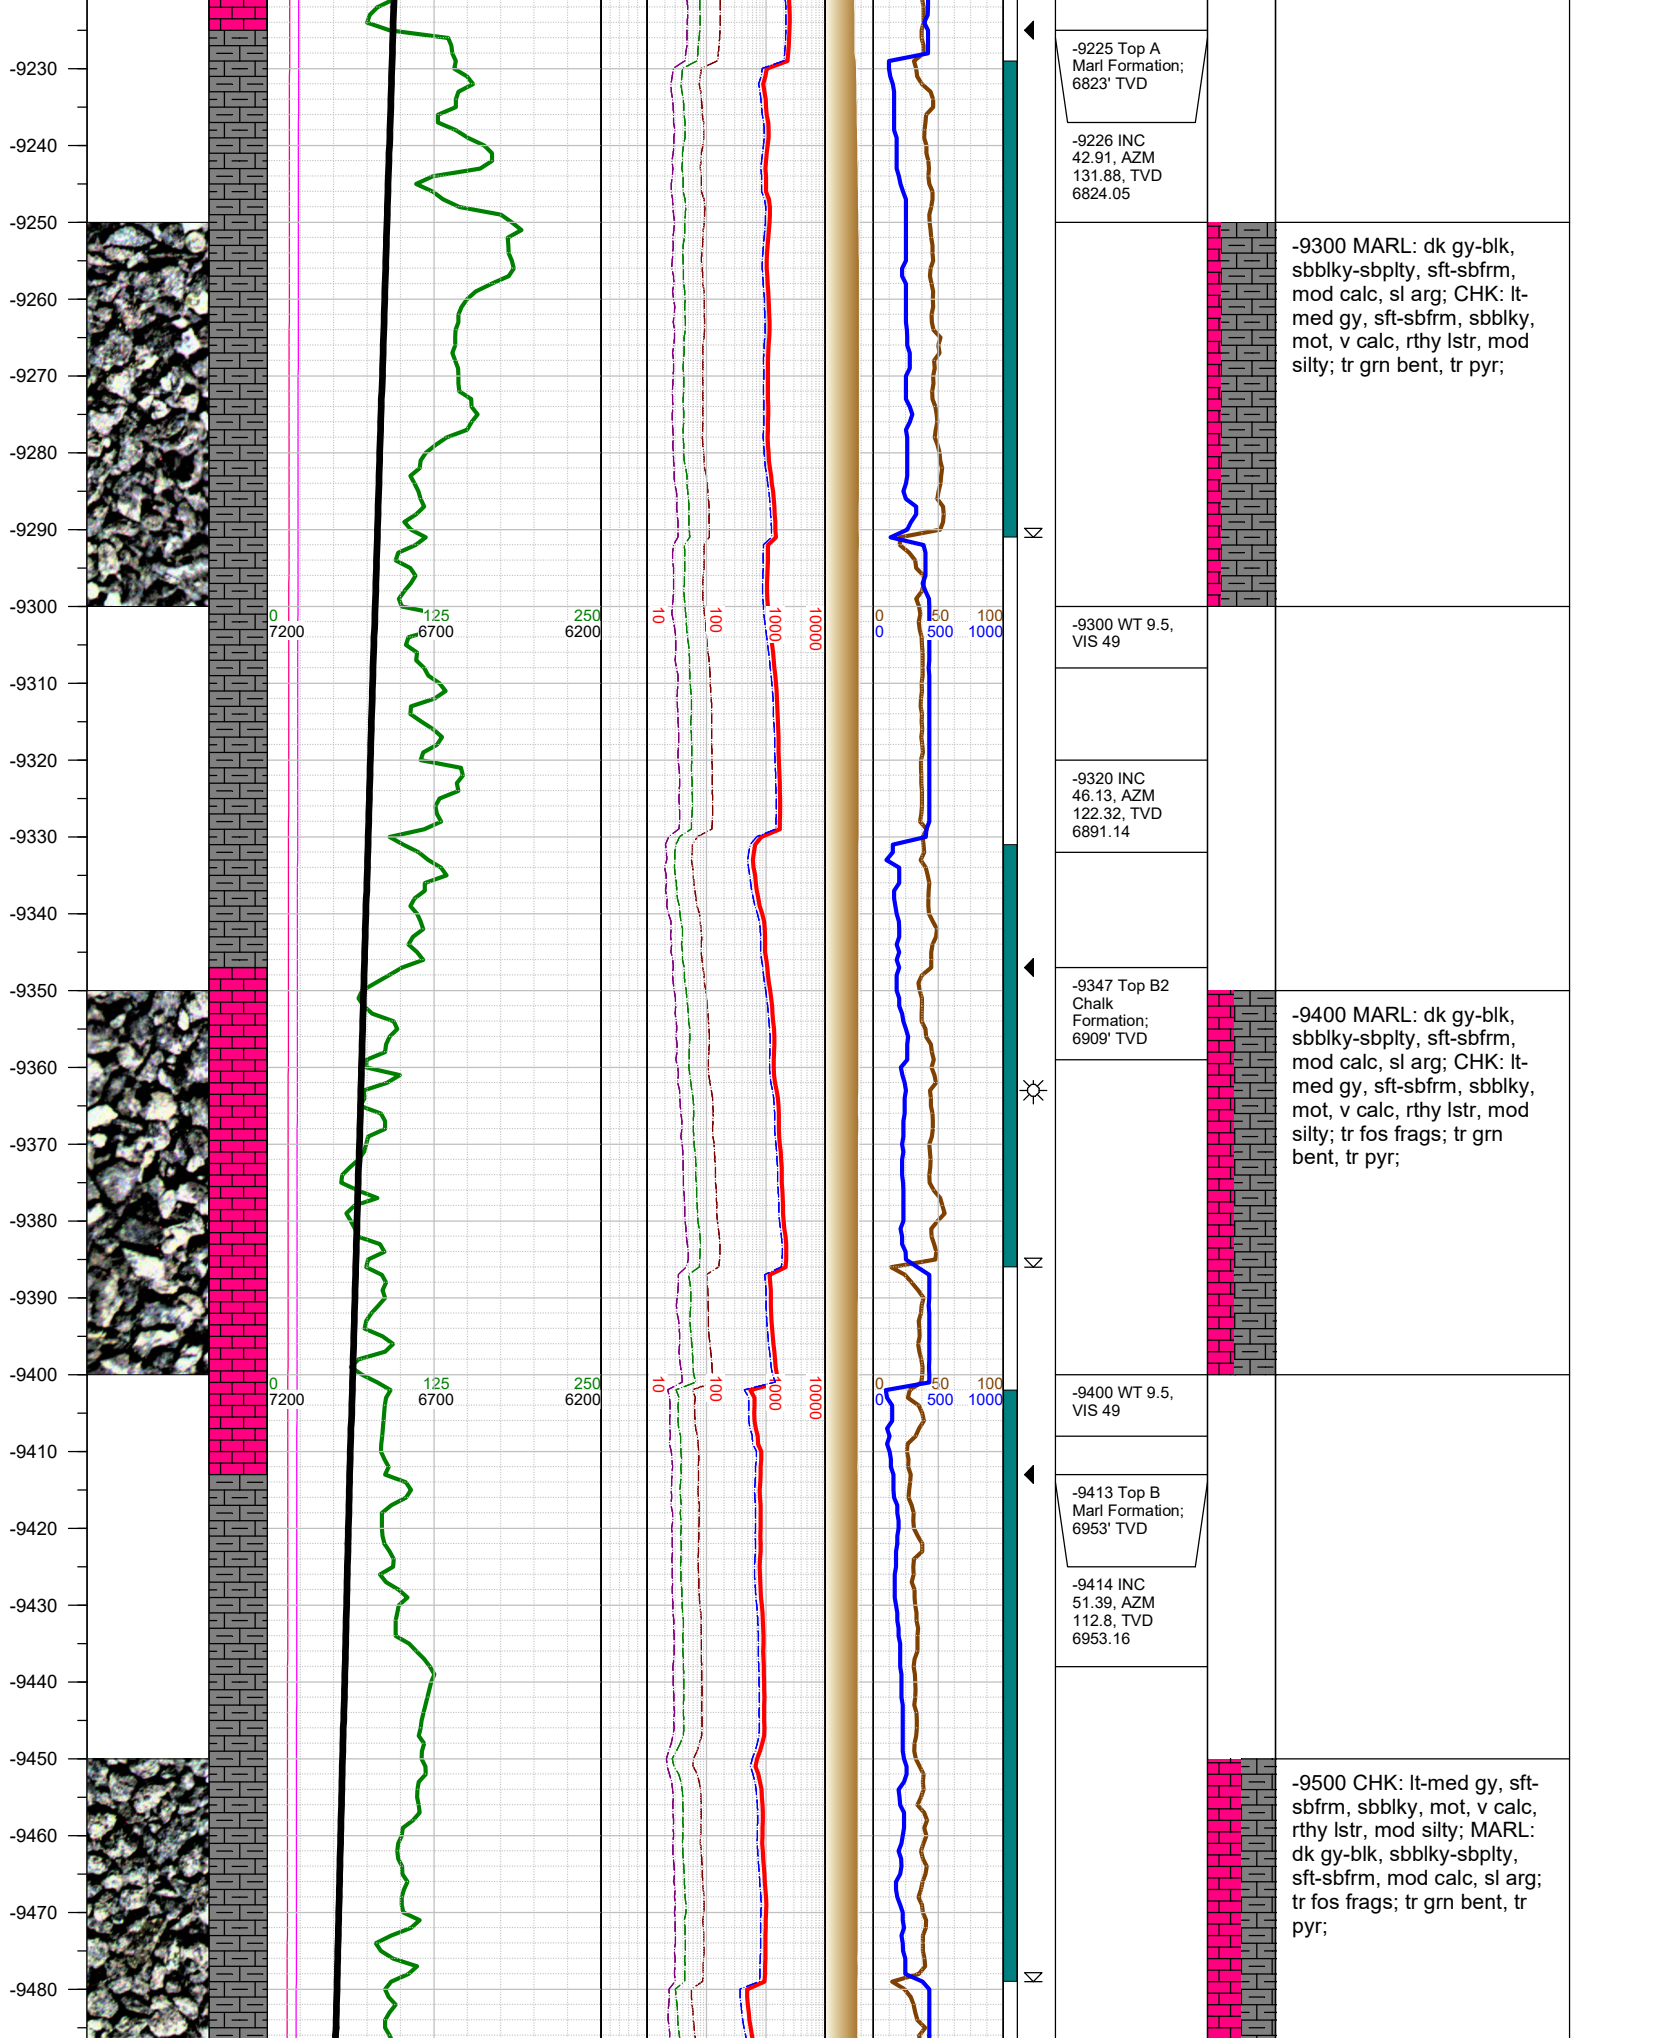 -9230
-9240
-9250
-9260
-9270
-9280
-9290
-9300
-9310
-9320
-9330
-9340
-9350
-9360
-9370
-9380
-9390
-9400
-9410
-9420
-9430
-9440
-9450
-9460
-9470
-9480
0 125 250
7200 6700 6200
10 100 1000 10000
0 50 100
0 500 1000
0 125 250
7200 6700 6200
10 100 1000 10000
0 50 100
0 500 1000
-9225 Top A
Marl Formation;
6823' TVD
-9226 INC
42.91, AZM
131.88, TVD
6824.05
-9300 WT 9.5,
VIS 49
-9320 INC
46.13, AZM
122.32, TVD
6891.14
-9347 Top B2
Chalk
Formation;
6909' TVD
-9400 WT 9.5,
VIS 49
-9413 Top B
Marl Formation;
6953' TVD
-9414 INC
51.39, AZM
112.8, TVD
6953.16
-9300 MARL: dk gy-blk,
sbblky-sbplty, sft-sbfrm,
mod calc, sl arg; CHK: lt-
med gy, sft-sbfrm, sbblky,
mot, v calc, rthy lstr, mod
silty; tr grn bent, tr pyr;
-9400 MARL: dk gy-blk,
sbblky-sbplty, sft-sbfrm,
mod calc, sl arg; CHK: lt-
med gy, sft-sbfrm, sbblky,
mot, v calc, rthy lstr, mod
silty; tr fos frags; tr grn
bent, tr pyr;
-9500 CHK: lt-med gy, sft-
sbfrm, sbblky, mot, v calc,
rthy lstr, mod silty; MARL:
dk gy-blk, sbblky-sbplty,
sft-sbfrm, mod calc, sl arg;
tr fos frags; tr grn bent, tr
pyr;